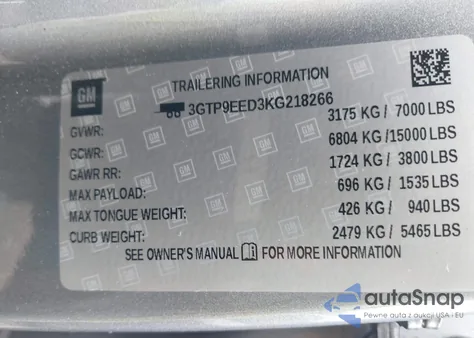 GM
TRAILERING INFORMATION
3GTP9EED3KG218266
GVWR: 3175 KG / 7000 LBS
GCWR: 6804 KG /15000 LBS
GAWR RR: 1724 KG / 3800 LBS
MAX PAYLOAD: 696 KG / 1535 LBS
MAX TONGUE WEIGHT: 426 KG / 940 LBS
CURB WEIGHT: 2479 KG / 5465 LBS
SEE OWNER'S MANUAL FOR MORE INFORMATION
autoSnap
Pewne auta z aukcji USA i EU